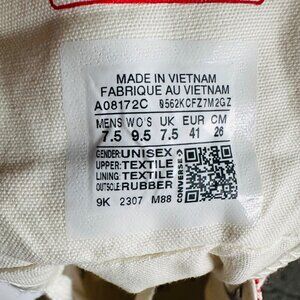 MADE IN VIETNAM
FABRIQUE AU VIETNAM
A08172C 0562KCFZ7M2GZ
MENS WO'S UK EUR CM
7.5 9.5 7.5 41 26
GENDER: UNISEX
UPPER: TEXTILE
LINING: TEXTILE
OUTSOLE: RUBBER
CONVERSE
9K 2307 M88